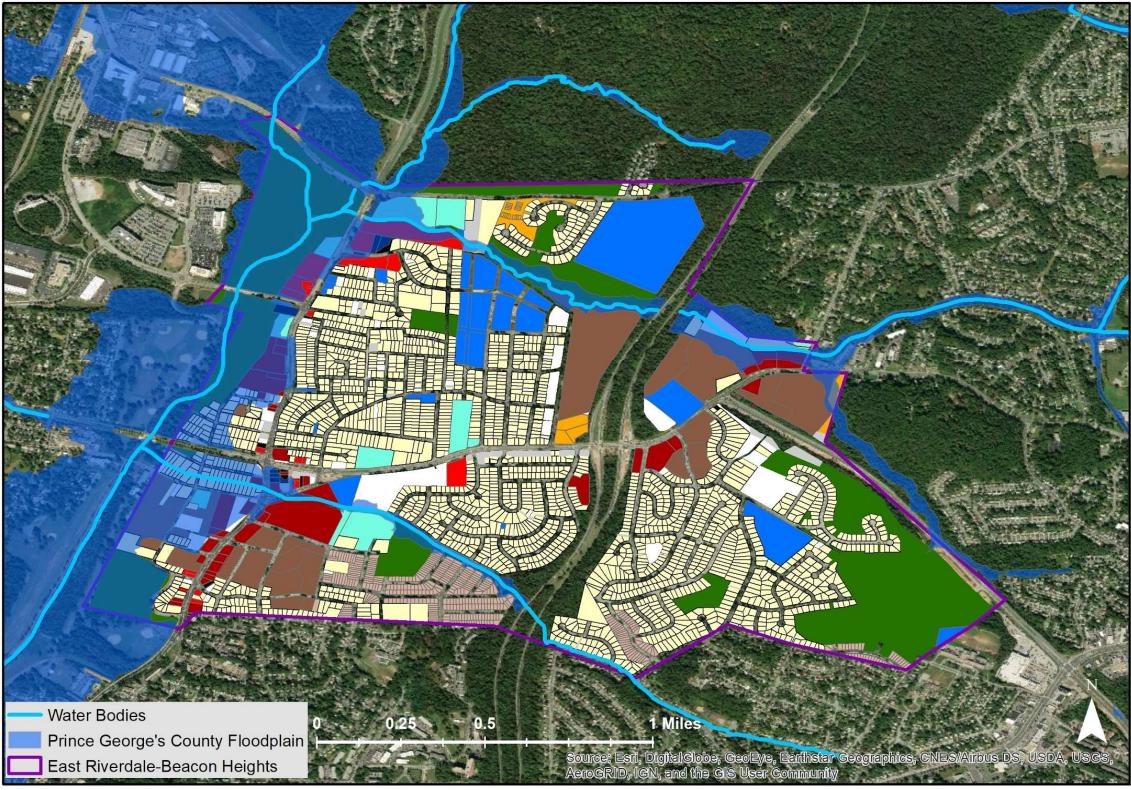 N
0 0.25 0.5 1 Miles
Water Bodies
Prince George's County Floodplain
East Riverdale-Beacon Heights
Source: Esri, DigitalGlobe, GeoEye, Earthstar Geographics, CNES/Airbus DS, USDA, USGS,
AeroGRID, IGN, and the GIS User Community